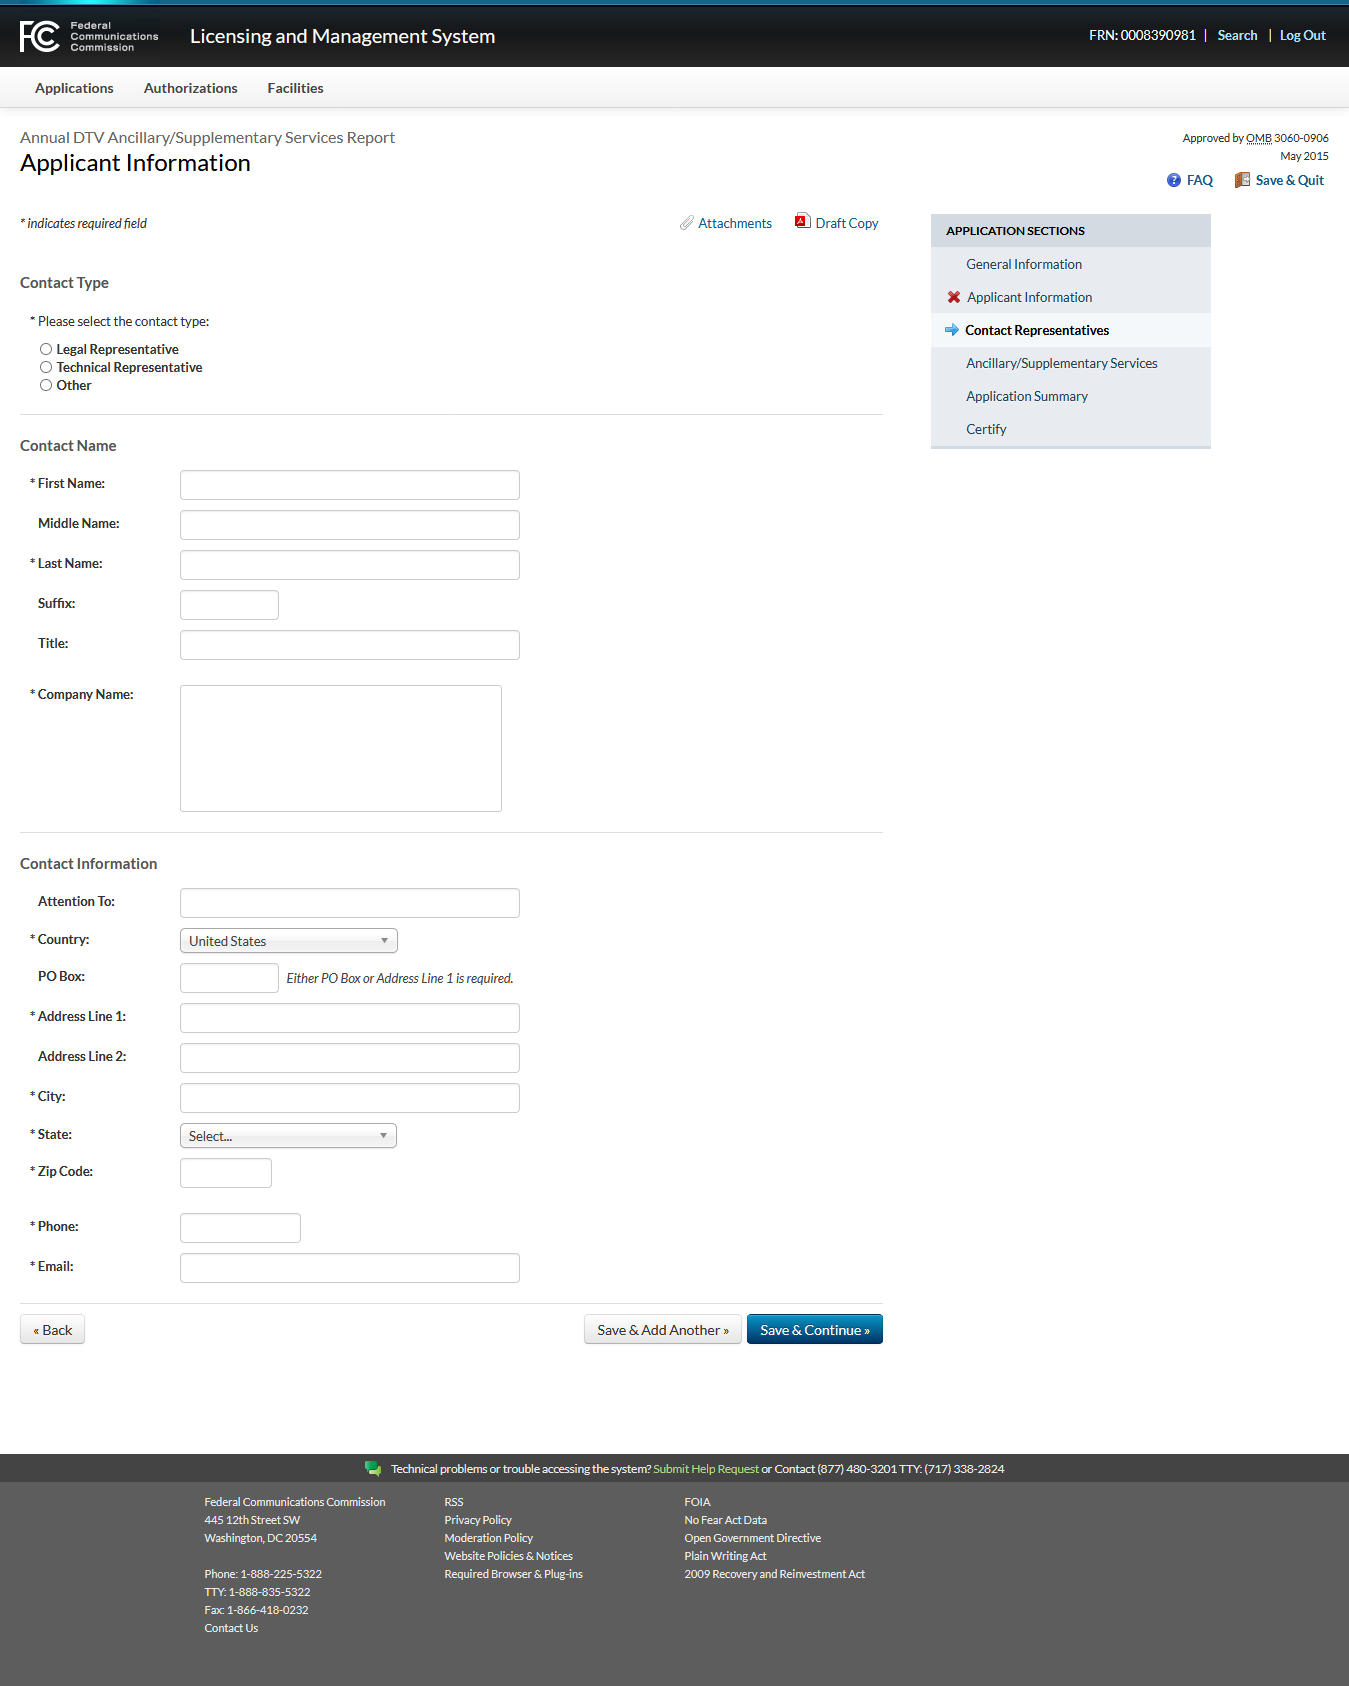 FCC Federal Communications Commission
Licensing and Management System
FRN: 0008390981 | Search | Log Out
Applications Authorizations Facilities
Annual DTV Ancillary/Supplementary Services Report
Applicant Information
Approved by OMB 3060-0906
May 2015
FAQ Save & Quit
* indicates required field
Attachments Draft Copy
Contact Type
* Please select the contact type:
Legal Representative
Technical Representative
Other
Contact Name
* First Name:
Middle Name:
* Last Name:
Suffix:
Title:
* Company Name:
Contact Information
Attention To:
* Country: United States
PO Box: Either PO Box or Address Line 1 is required.
* Address Line 1:
Address Line 2:
* City:
* State: Select...
* Zip Code:
* Phone:
* Email:
« Back Save & Add Another » Save & Continue »
APPLICATION SECTIONS
General Information
Applicant Information
Contact Representatives
Ancillary/Supplementary Services
Application Summary
Certify
Technical problems or trouble accessing the system? Submit Help Request or Contact (877) 480-3201 TTY: (717) 338-2824
Federal Communications Commission
445 12th Street SW
Washington, DC 20554
Phone: 1-888-225-5322
TTY: 1-888-835-5322
Fax: 1-866-418-0232
Contact Us
RSS
Privacy Policy
Moderation Policy
Website Policies & Notices
Required Browser & Plug-ins
FOIA
No Fear Act Data
Open Government Directive
Plain Writing Act
2009 Recovery and Reinvestment Act